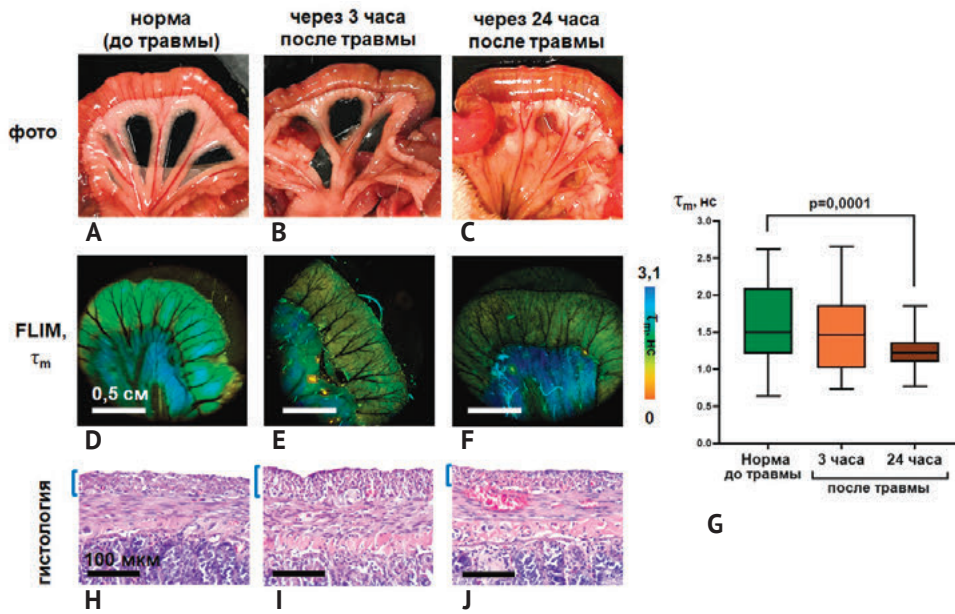 норма
(до травмы)
через 3 часа
после травмы
через 24 часа
после травмы
фото
A
B
C
FLIM,
τm
0,5 см
3,1
τm, нс
0
D
E
F
гистология
100 мкм
H
I
J
τm, нс
p=0,0001
3.0
2.5
2.0
1.5
1.0
0.5
0.0
Норма
до травмы
3 часа
24 часа
после травмы
G